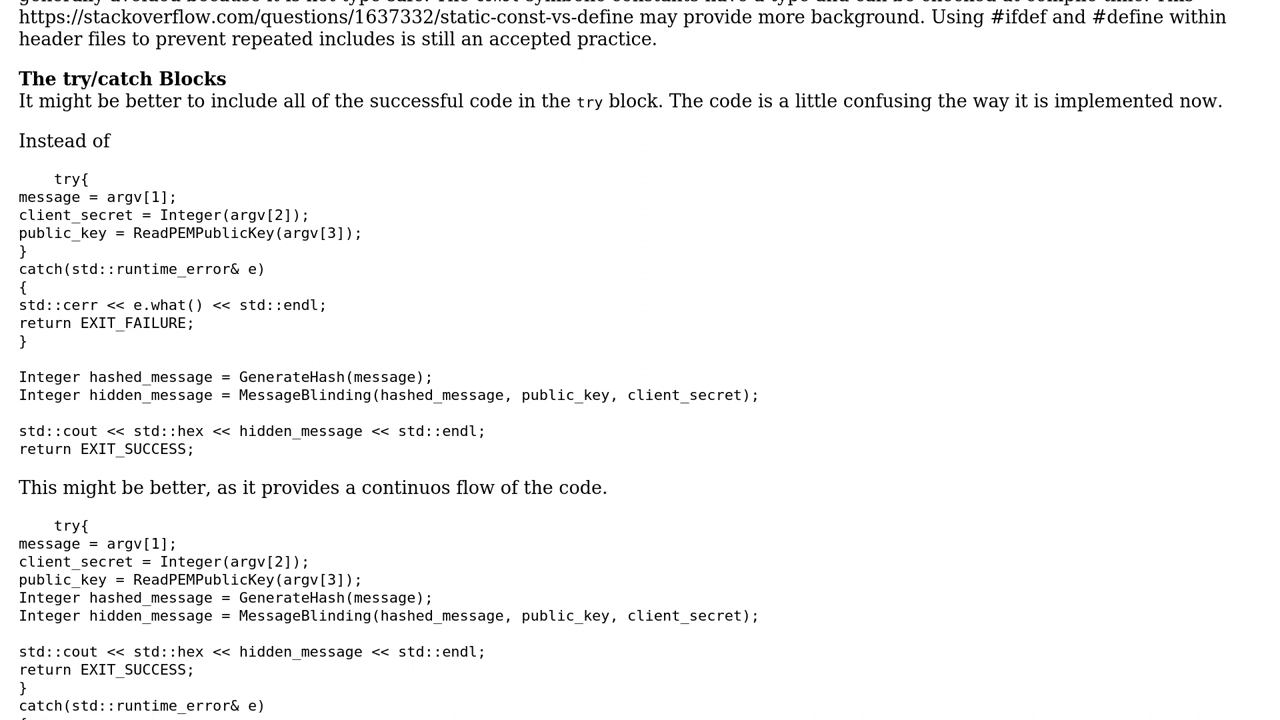 https://stackoverflow.com/questions/1637332/static-const-vs-define may provide more background. Using #ifdef and #define within
header files to prevent repeated includes is still an accepted practice.
The try/catch Blocks
It might be better to include all of the successful code in the try block. The code is a little confusing the way it is implemented now.
Instead of
try{
message = argv[1];
client_secret = Integer(argv[2]);
public_key = ReadPEMPublicKey(argv[3]);
}
catch(std::runtime_error& e)
{
std::cerr << e.what() << std::endl;
return EXIT_FAILURE;
}
Integer hashed_message = GenerateHash(message);
Integer hidden_message = MessageBlinding(hashed_message, public_key, client_secret);
std::cout << std::hex << hidden_message << std::endl;
return EXIT_SUCCESS;
This might be better, as it provides a continuos flow of the code.
try{
message = argv[1];
client_secret = Integer(argv[2]);
public_key = ReadPEMPublicKey(argv[3]);
Integer hashed_message = GenerateHash(message);
Integer hidden_message = MessageBlinding(hashed_message, public_key, client_secret);
std::cout << std::hex << hidden_message << std::endl;
return EXIT_SUCCESS;
}
catch(std::runtime_error& e)